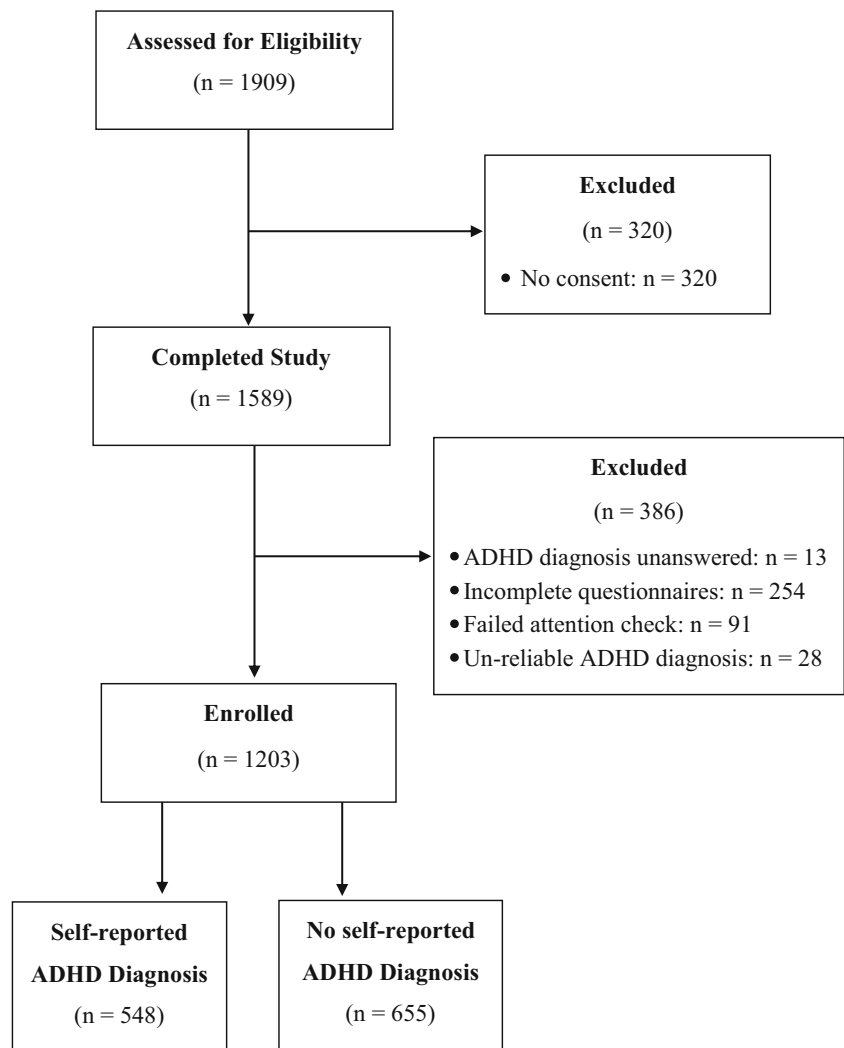 Assessed for Eligibility
(n = 1909)
Excluded
(n = 320)
• No consent: n = 320
Completed Study
(n = 1589)
Excluded
(n = 386)
• ADHD diagnosis unanswered: n = 13
• Incomplete questionnaires: n = 254
• Failed attention check: n = 91
• Un-reliable ADHD diagnosis: n = 28
Enrolled
(n = 1203)
Self-reported
ADHD Diagnosis
(n = 548)
No self-reported
ADHD Diagnosis
(n = 655)